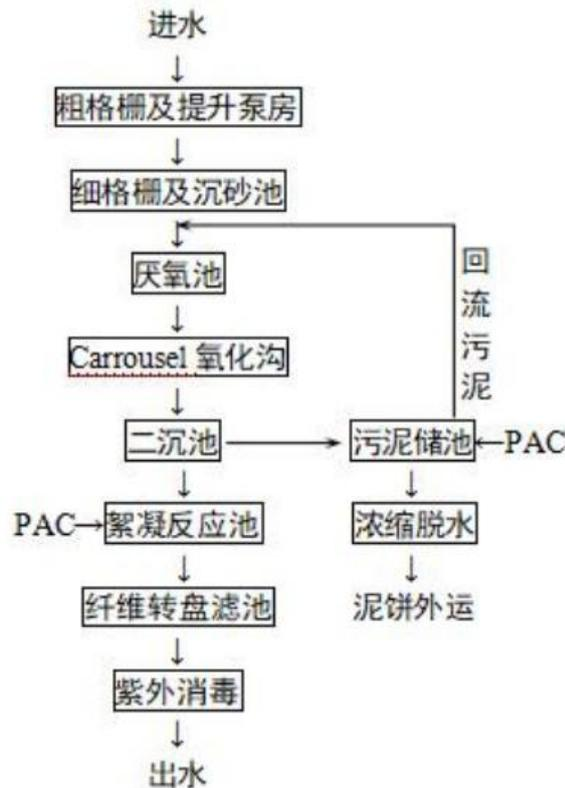 进水
粗格栅及提升泵房
细格栅及沉砂池
厌氧池
回流污泥
Carrousel 氧化沟
二沉池
污泥储池
PAC
PAC
絮凝反应池
浓缩脱水
纤维转盘滤池
泥饼外运
紫外消毒
出水